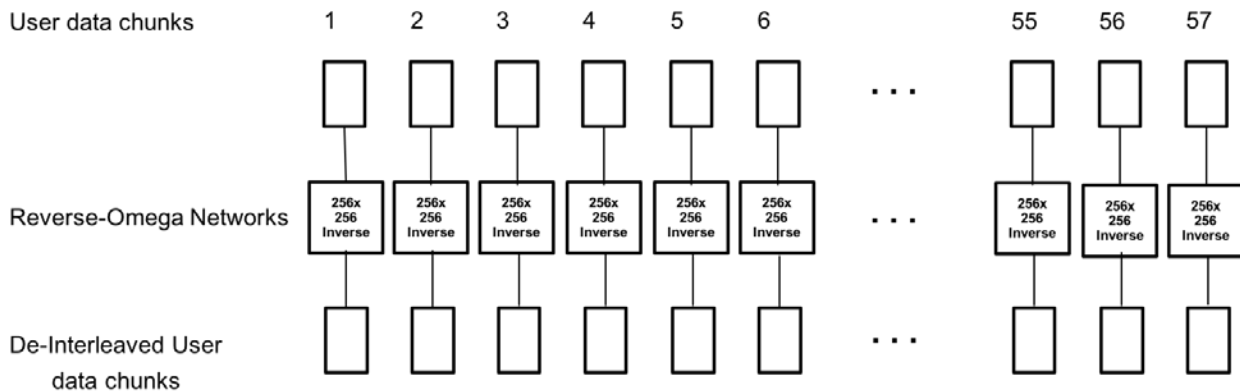 User data chunks 1 2 3 4 5 6 55 56 57
. . .
Reverse-Omega Networks
256x
256
Inverse
256x
256
Inverse
256x
256
Inverse
256x
256
Inverse
256x
256
Inverse
256x
256
Inverse
. . .
256x
256
Inverse
256x
256
Inverse
256x
256
Inverse
De-Interleaved User
data chunks
. . .